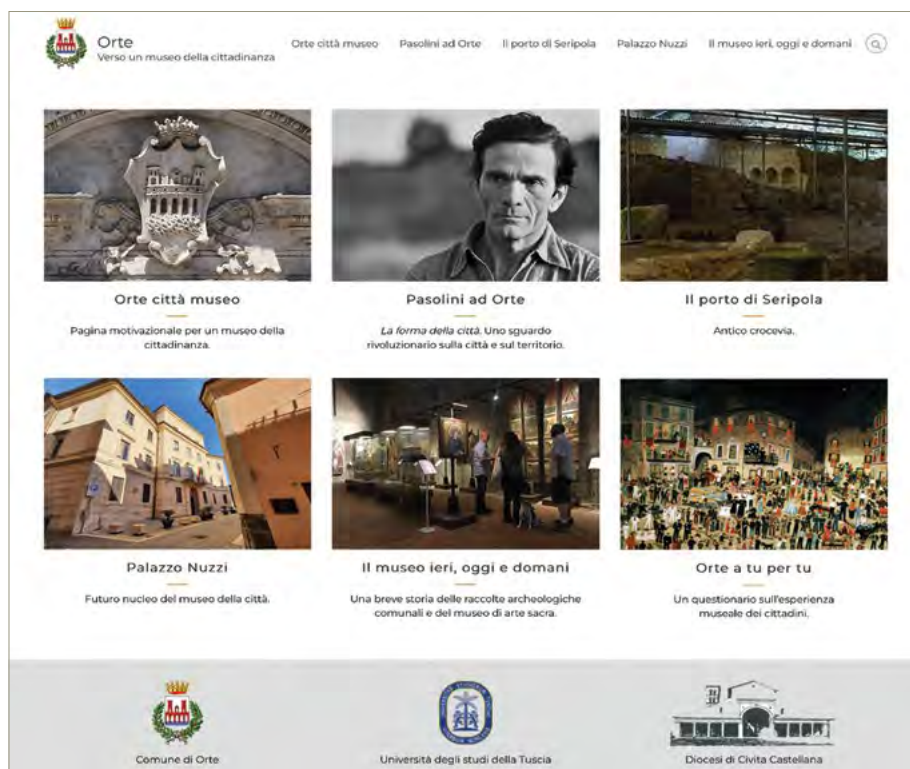 Orte
Verso un museo della cittadinanza
Orte città museo
Pasolini ad Orte
Il porto di Seripola
Palazzo Nuzzi
Il museo ieri, oggi e domani
Orte città museo
Pagina motivazionale per un museo della
cittadinanza.
Pasolini ad Orte
La forma della città. Uno sguardo
rivoluzionario sulla città e sul territorio.
Il porto di Seripola
Antico crocevia.
Palazzo Nuzzi
Futuro nucleo del museo della città.
Il museo ieri, oggi e domani
Una breve storia delle raccolte archeologiche
comunali e del museo di arte sacra.
Orte a tu per tu
Un questionario sull'esperienza
museale dei cittadini.
Comune di Orte
Università degli studi della Tuscia
Diocesi di Civita Castellana